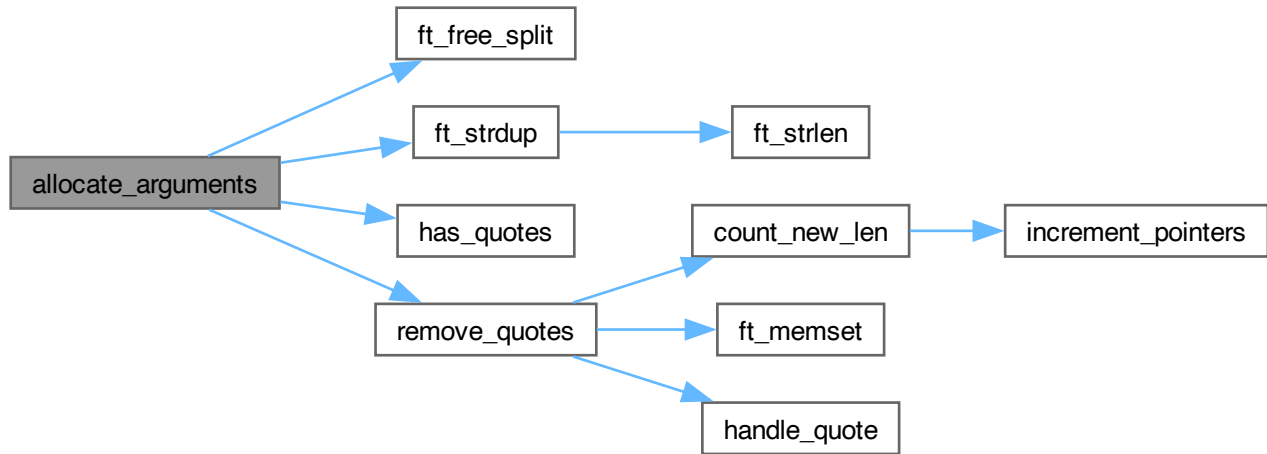 ft_free_split
ft_strdup
ft_strlen
allocate_arguments
has_quotes
count_new_len
increment_pointers
remove_quotes
ft_memset
handle_quote